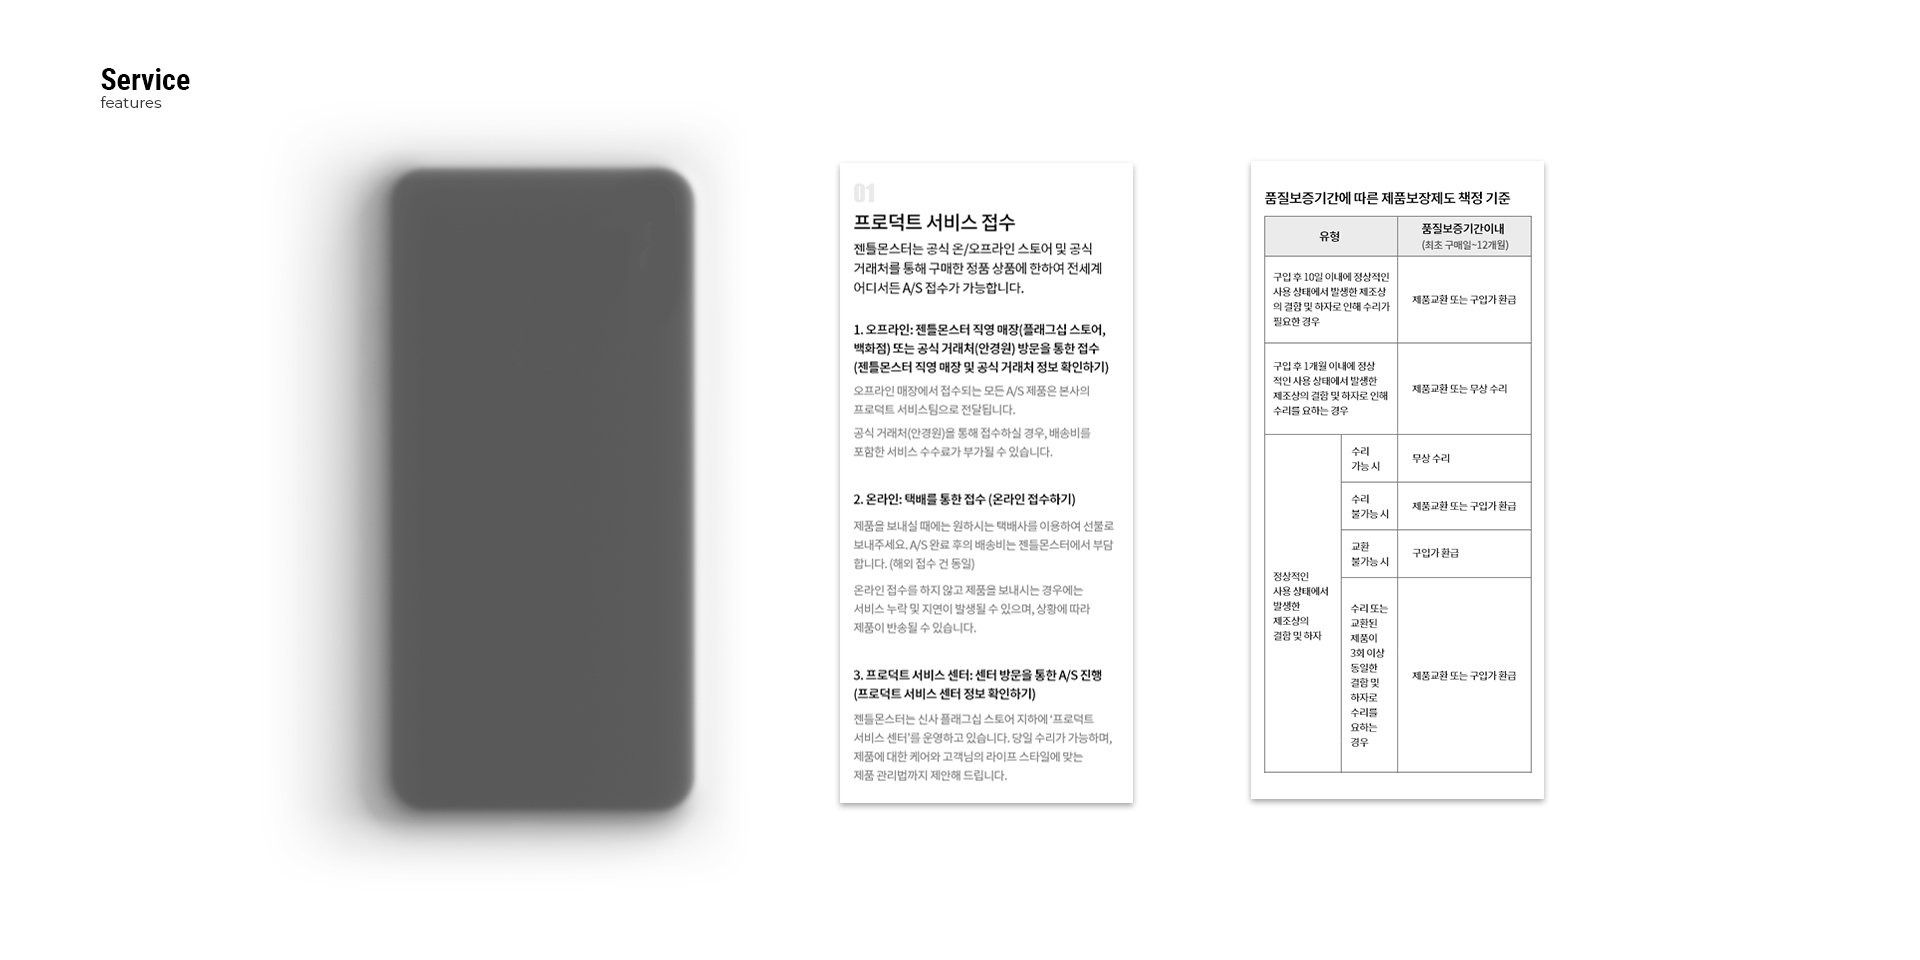 Service
features
01
프로덕트 서비스 접수
젠틀몬스터는 공식 온/오프라인 스토어 및 공식
거래처를 통해 구매한 정품 상품에 한하여 전세계
어디서든 A/S 접수가 가능합니다.
1. 오프라인: 젠틀몬스터 직영 매장(플래그십 스토어,
백화점) 또는 공식 거래처(안경원) 방문을 통한 접수
(젠틀몬스터 직영 매장 및 공식 거래처 정보 확인하기)
오프라인 매장에서 접수되는 모든 A/S 제품은 본사의
프로덕트 서비스팀으로 전달됩니다.
공식 거래처(안경원)을 통해 접수하실 경우, 배송비를
포함한 서비스 수수료가 부가될 수 있습니다.
2. 온라인: 택배를 통한 접수 (온라인 접수하기)
제품을 보내실 때에는 원하시는 택배사를 이용하여 선불로
보내주세요. A/S 완료 후의 배송비는 젠틀몬스터에서 부담
합니다. (해외 접수 건 동일)
온라인 접수를 하지 않고 제품을 보내시는 경우에는
서비스 누락 및 지연이 발생될 수 있으며, 상황에 따라
제품이 반송될 수 있습니다.
3. 프로덕트 서비스 센터: 센터 방문을 통한 A/S 진행
(프로덕트 서비스 센터 정보 확인하기)
젠틀몬스터는 신사 플래그십 스토어 지하에 '프로덕트
서비스 센터'를 운영하고 있습니다. 당일 수리가 가능하며,
제품에 대한 케어와 고객님의 라이프 스타일에 맞는
제품 관리법까지 제안해 드립니다.
품질보증기간에 따른 제품보장제도 책정 기준
유형
품질보증기간이내
(최초 구매일~12개월)
구입 후 10일 이내에 정상적인
사용 상태에서 발생한 제조상
의 결함 및 하자로 인해 수리가
필요한 경우
제품교환 또는 구입가 환급
구입 후 1개월 이내에 정상
적인 사용 상태에서 발생한
제조상의 결함 및 하자로 인해
수리를 요하는 경우
제품교환 또는 무상 수리
정상적인
사용 상태에서
발생한
제조상의
결함 및 하자
수리
가능 시
무상 수리
수리
불가능 시
제품교환 또는 구입가 환급
교환
불가능 시
구입가 환급
수리 또는
교환된
제품이
3회 이상
동일한
결함 및
하자로
수리를
요하는
경우
제품교환 또는 구입가 환급